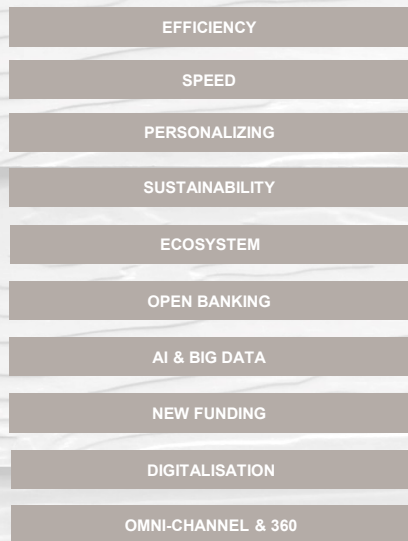 EFFICIENCY
SPEED
PERSONALIZING
SUSTAINABILITY
ECOSYSTEM
OPEN BANKING
AI & BIG DATA
NEW FUNDING
DIGITALISATION
OMNI-CHANNEL & 360